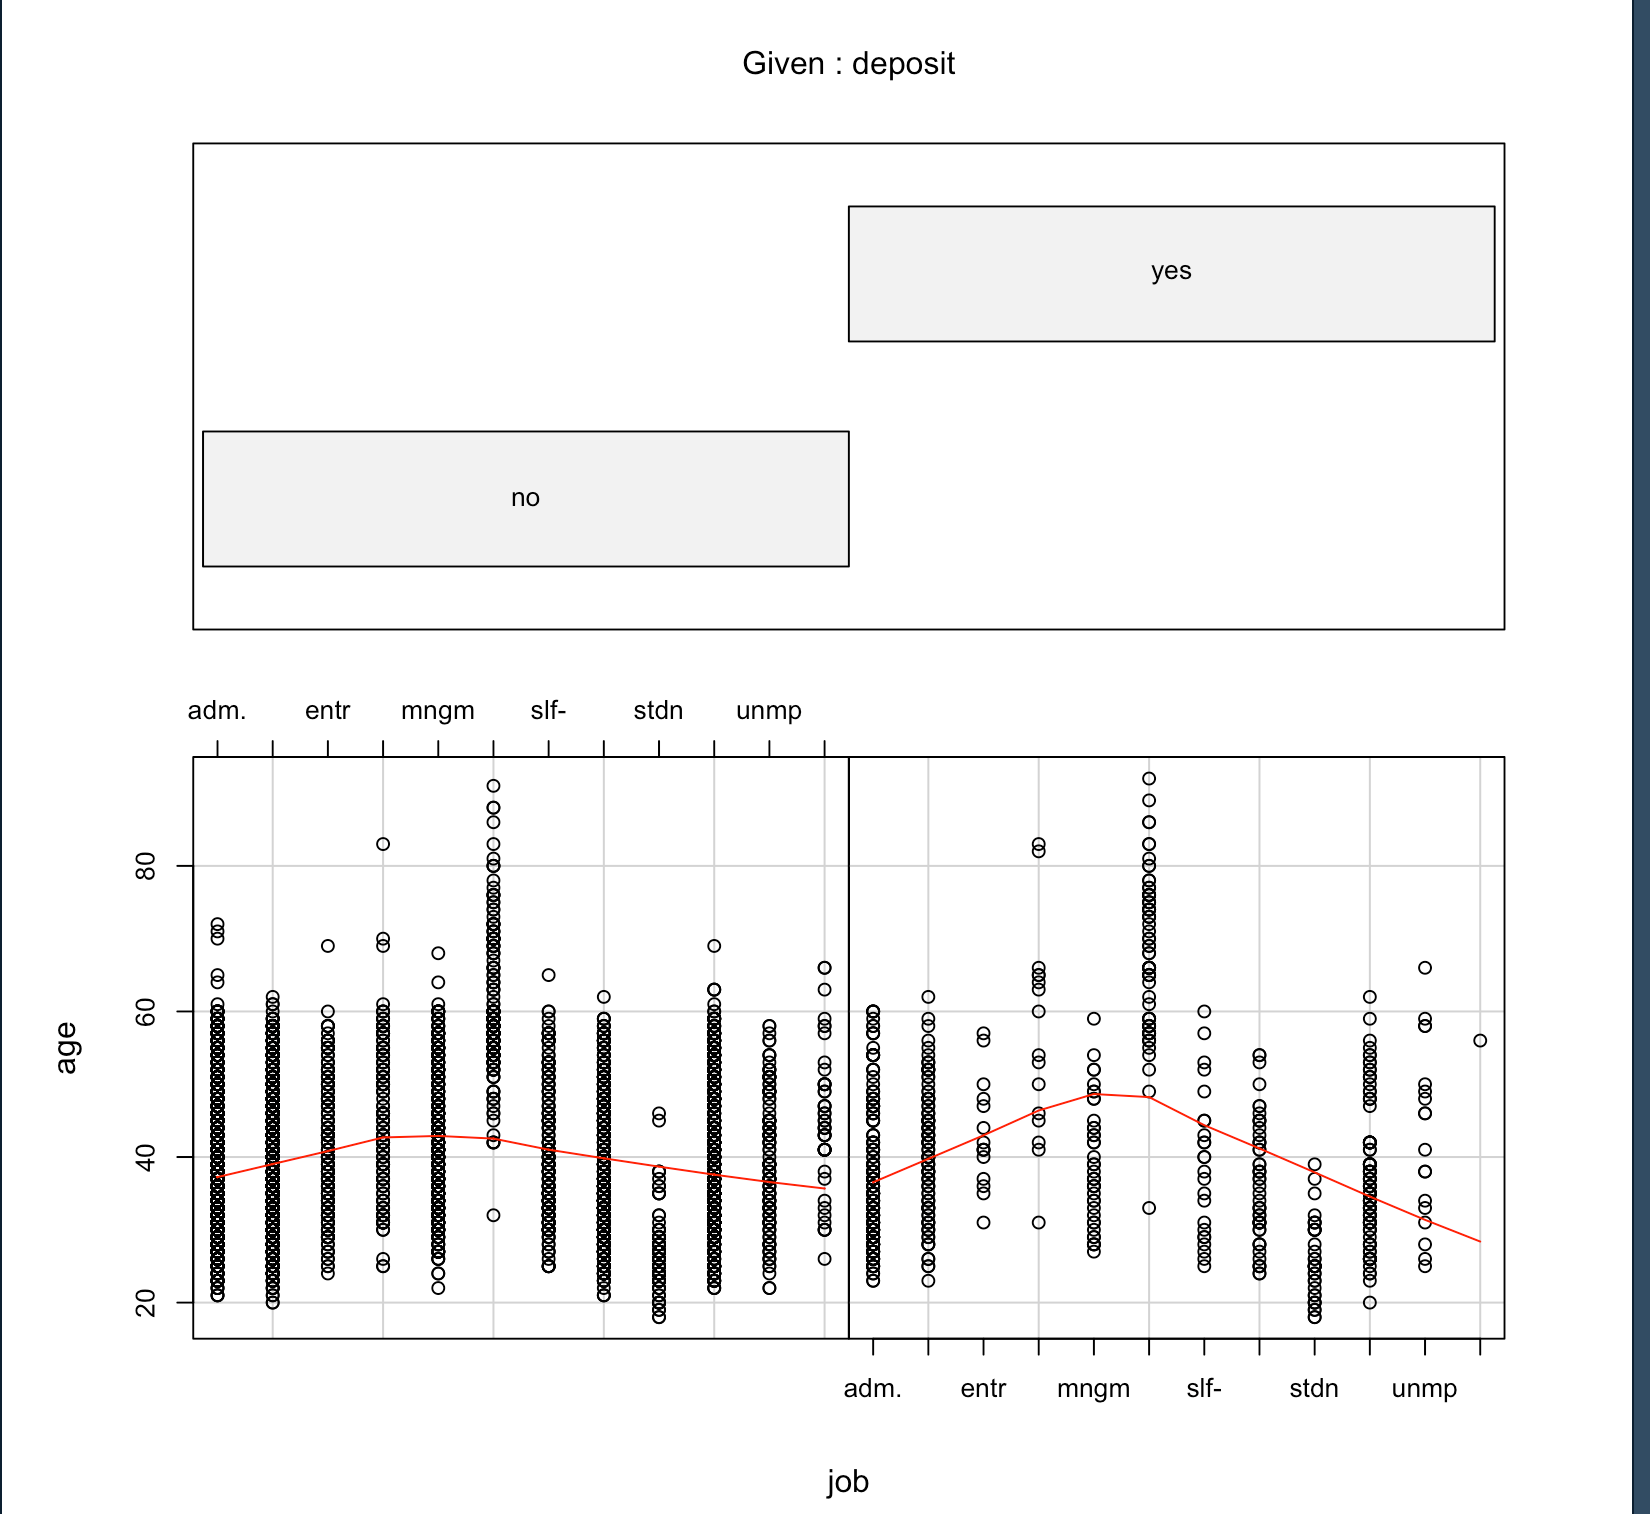 Given : deposit
yes
no
adm. entr mngm slf- stdn unmp
80
60
40
20
age
adm. entr mngm slf- stdn unmp
job